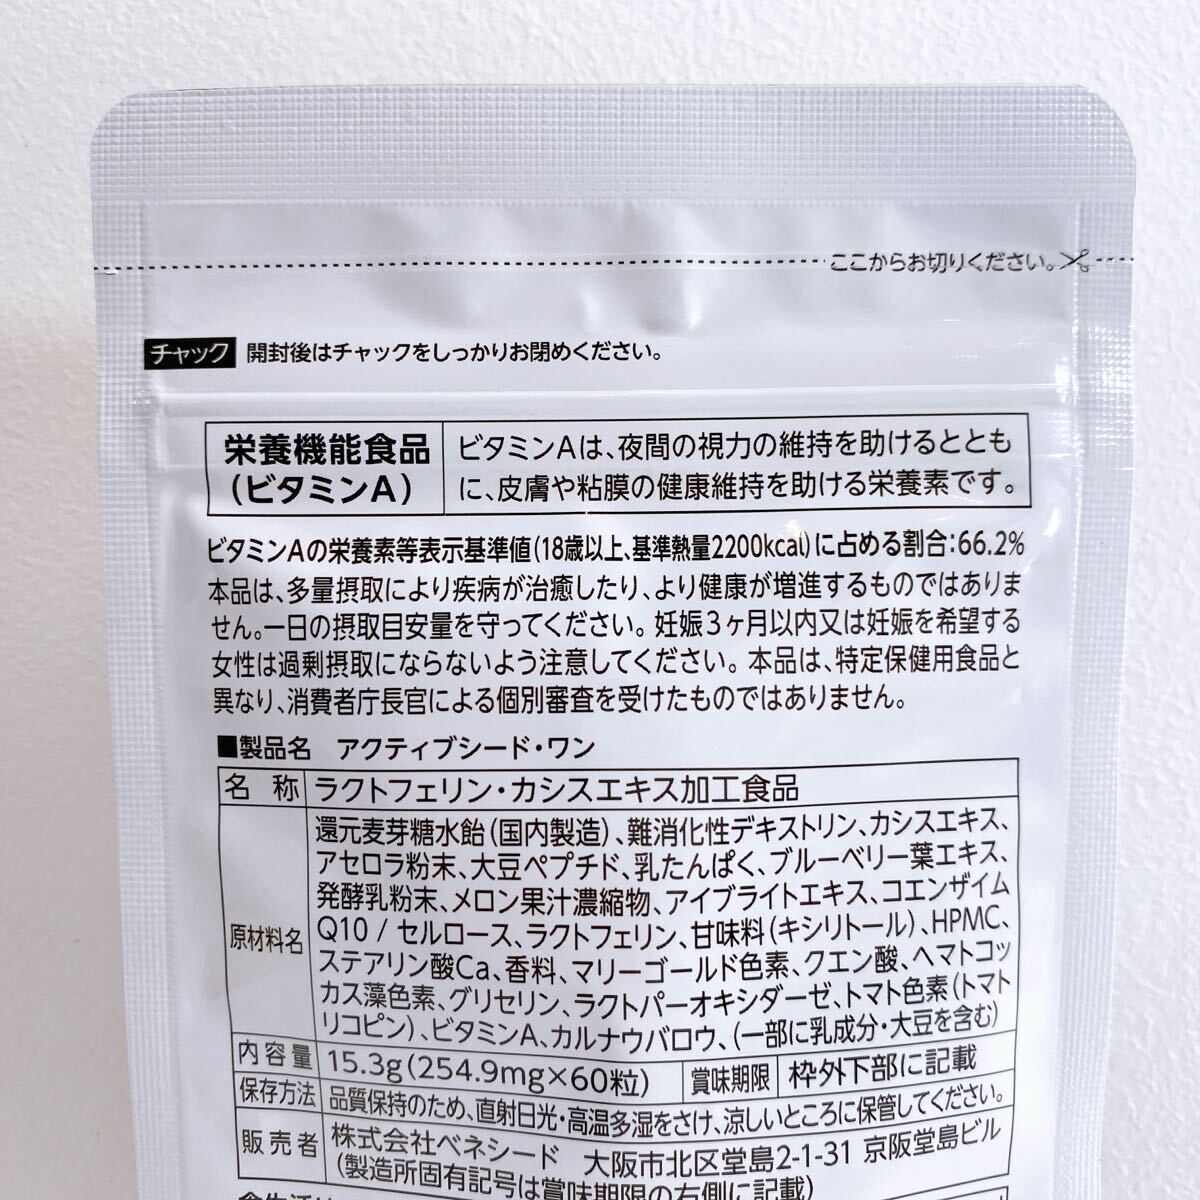 ここからお切りください。
チャック 開封後はチャックをしっかりお閉めください。
栄養機能食品
(ビタミンA)
ビタミンAは、夜間の視力の維持を助けるととも
に、皮膚や粘膜の健康維持を助ける栄養素です。
ビタミンAの栄養素等表示基準値(18歳以上、基準熱量2200kcal)に占める割合:66.2%
本品は、多量摂取により疾病が治癒したり、より健康が増進するものではありま
せん。一日の摂取目安量を守ってください。妊娠3ヶ月以内又は妊娠を希望する
女性は過剰摂取にならないよう注意してください。本品は、特定保健用食品と
異なり、消費者庁長官による個別審査を受けたものではありません。
■製品名 アクティブシード・ワン
名称 ラクトフェリン・カシスエキス加工食品
原材料名
還元麦芽糖水飴(国内製造)、難消化性デキストリン、カシスエキス、
アセロラ粉末、大豆ペプチド、乳たんぱく、ブルーベリー葉エキス、
発酵乳粉末、メロン果汁濃縮物、アイブライトエキス、コエンザイム
Q10 / セルロース、ラクトフェリン、甘味料(キシリトール)、HPMC、
ステアリン酸Ca、香料、マリーゴールド色素、クエン酸、ヘマトコッ
カス藻色素、グリセリン、ラクトパーオキシダーゼ、トマト色素(トマト
リコピン)、ビタミンA、カルナウバロウ、(一部に乳成分・大豆を含む)
内容量 15.3g(254.9mg×60粒) 賞味期限 枠外下部に記載
保存方法 品質保持のため、直射日光・高温多湿をさけ、涼しいところに保管してください。
販売者 株式会社ベネシード 大阪市北区堂島2-1-31 京阪堂島ビル
(製造所固有記号は賞味期限の右側に記載)